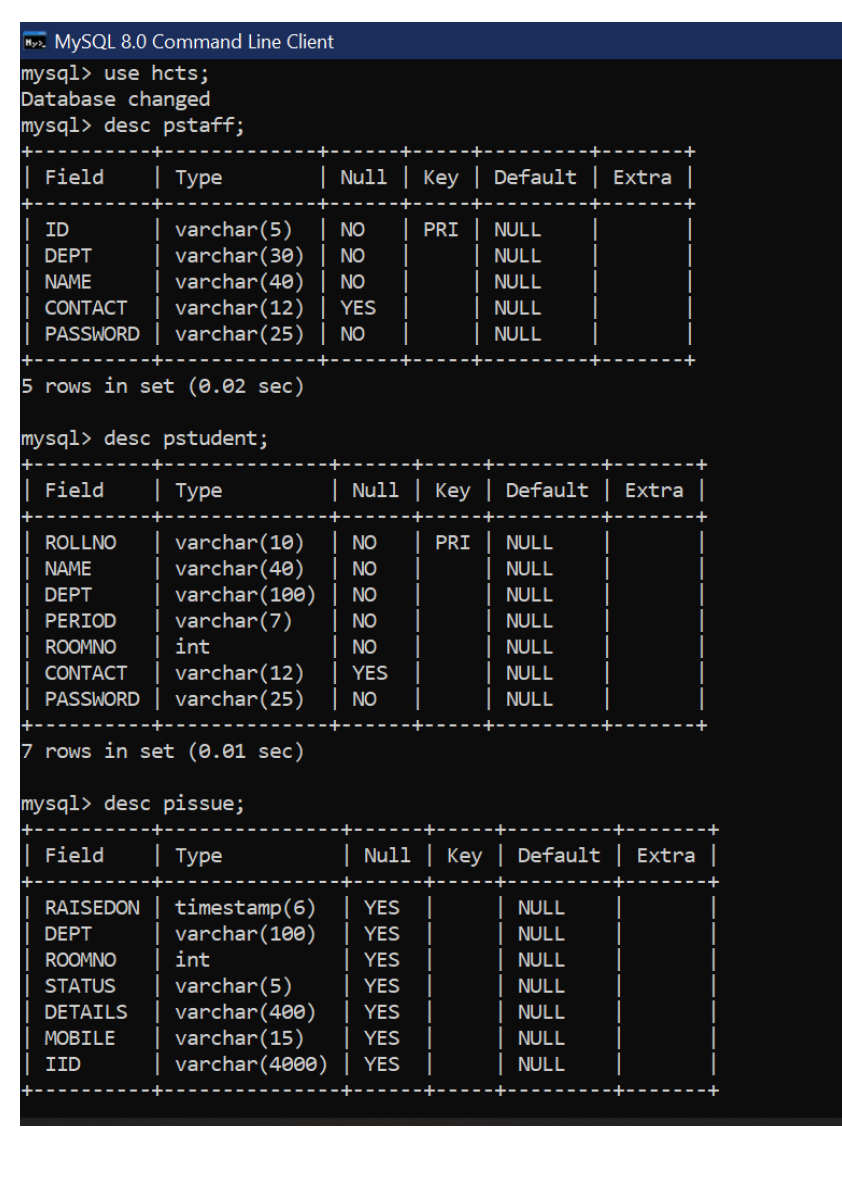 MySQL 8.0 Command Line Client
mysql> use hcts;
Database changed
mysql> desc pstaff;
+----------+-------------+------+-----+---------+-------+
| Field    | Type        | Null | Key | Default | Extra |
+----------+-------------+------+-----+---------+-------+
| ID       | varchar(5)  | NO   | PRI | NULL    |       |
| DEPT     | varchar(30) | NO   |     | NULL    |       |
| NAME     | varchar(40) | NO   |     | NULL    |       |
| CONTACT  | varchar(12) | YES  |     | NULL    |       |
| PASSWORD | varchar(25) | NO   |     | NULL    |       |
+----------+-------------+------+-----+---------+-------+
5 rows in set (0.02 sec)
mysql> desc pstudent;
+----------+--------------+------+-----+---------+-------+
| Field    | Type         | Null | Key | Default | Extra |
+----------+--------------+------+-----+---------+-------+
| ROLLNO   | varchar(10)  | NO   | PRI | NULL    |       |
| NAME     | varchar(40)  | NO   |     | NULL    |       |
| DEPT     | varchar(100) | NO   |     | NULL    |       |
| PERIOD   | varchar(7)   | NO   |     | NULL    |       |
| ROOMNO   | int          | NO   |     | NULL    |       |
| CONTACT  | varchar(12)  | YES  |     | NULL    |       |
| PASSWORD | varchar(25)  | NO   |     | NULL    |       |
+----------+--------------+------+-----+---------+-------+
7 rows in set (0.01 sec)
mysql> desc pissue;
+----------+---------------+------+-----+---------+-------+
| Field    | Type          | Null | Key | Default | Extra |
+----------+---------------+------+-----+---------+-------+
| RAISEDON | timestamp(6)  | YES  |     | NULL    |       |
| DEPT     | varchar(100)  | YES  |     | NULL    |       |
| ROOMNO   | int           | YES  |     | NULL    |       |
| STATUS   | varchar(5)    | YES  |     | NULL    |       |
| DETAILS  | varchar(400)  | YES  |     | NULL    |       |
| MOBILE   | varchar(15)   | YES  |     | NULL    |       |
| IID      | varchar(4000) | YES  |     | NULL    |       |
+----------+---------------+------+-----+---------+-------+